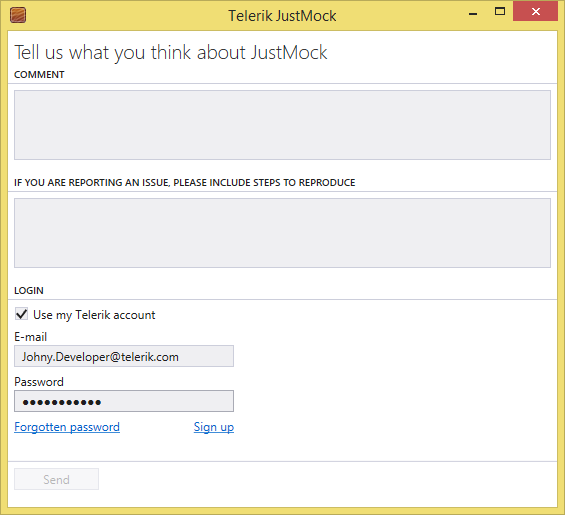 Telerik JustMock
Tell us what you think about JustMock
COMMENT
IF YOU ARE REPORTING AN ISSUE, PLEASE INCLUDE STEPS TO REPRODUCE
LOGIN
Use my Telerik account
E-mail
Johny.Developer@telerik.com
Password
●●●●●●●●●●●
Forgotten password Sign up
Send